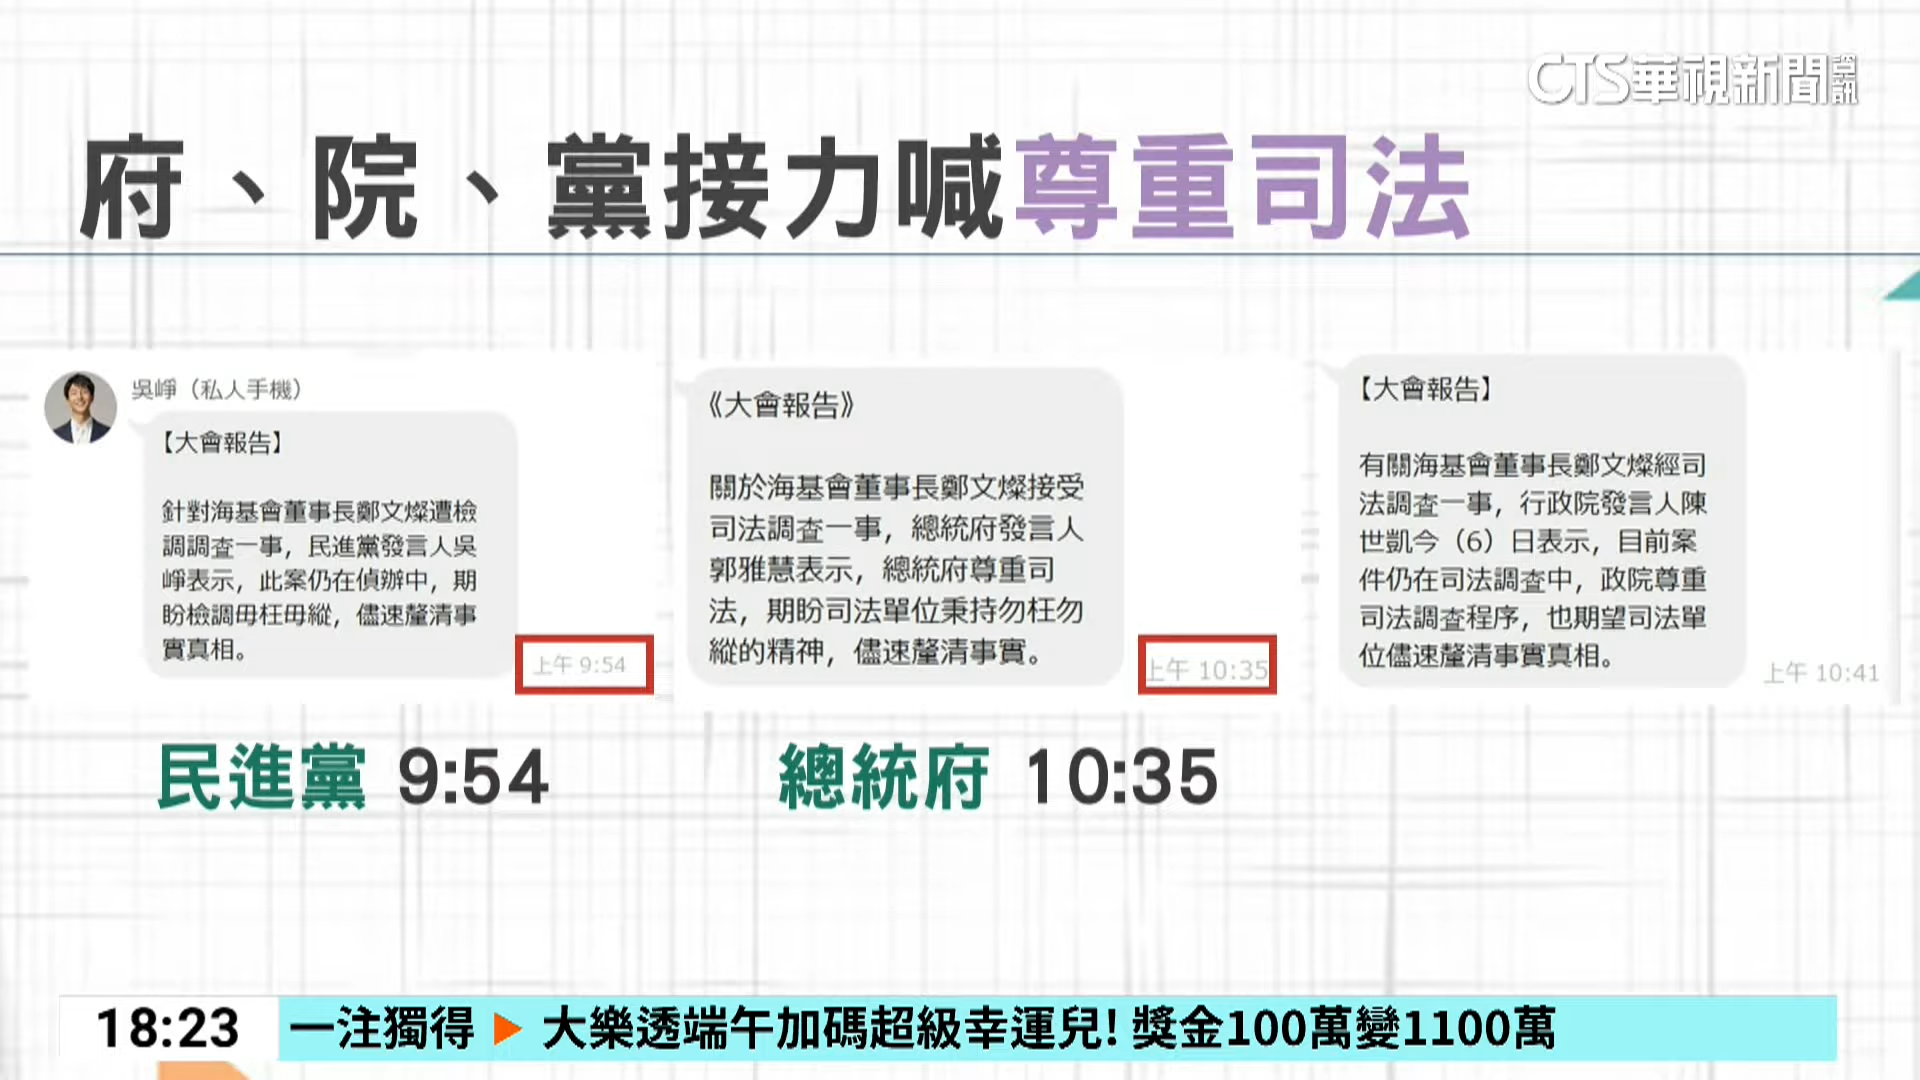 CTS華視新聞資訊
府、院、黨接力喊尊重司法
吳崢（私人手機）
【大會報告】
針對海基會董事長鄭文燦遭檢
調調查一事，民進黨發言人吳
崢表示，此案仍在偵辦中，期
盼檢調毋枉毋縱，儘速釐清事
實真相。
上午 9:54
《大會報告》
關於海基會董事長鄭文燦接受
司法調查一事，總統府發言人
郭雅慧表示，總統府尊重司
法，期盼司法單位秉持勿枉勿
縱的精神，儘速釐清事實。
上午 10:35
【大會報告】
有關海基會董事長鄭文燦經司
法調查一事，行政院發言人陳
世凱今（6）日表示，目前案
件仍在司法調查中，政院尊重
司法調查程序，也期望司法單
位儘速釐清事實真相。
上午 10:41
民進黨 9:54
總統府 10:35
18:23
一注獨得 ▶ 大樂透端午加碼超級幸運兒! 獎金100萬變1100萬